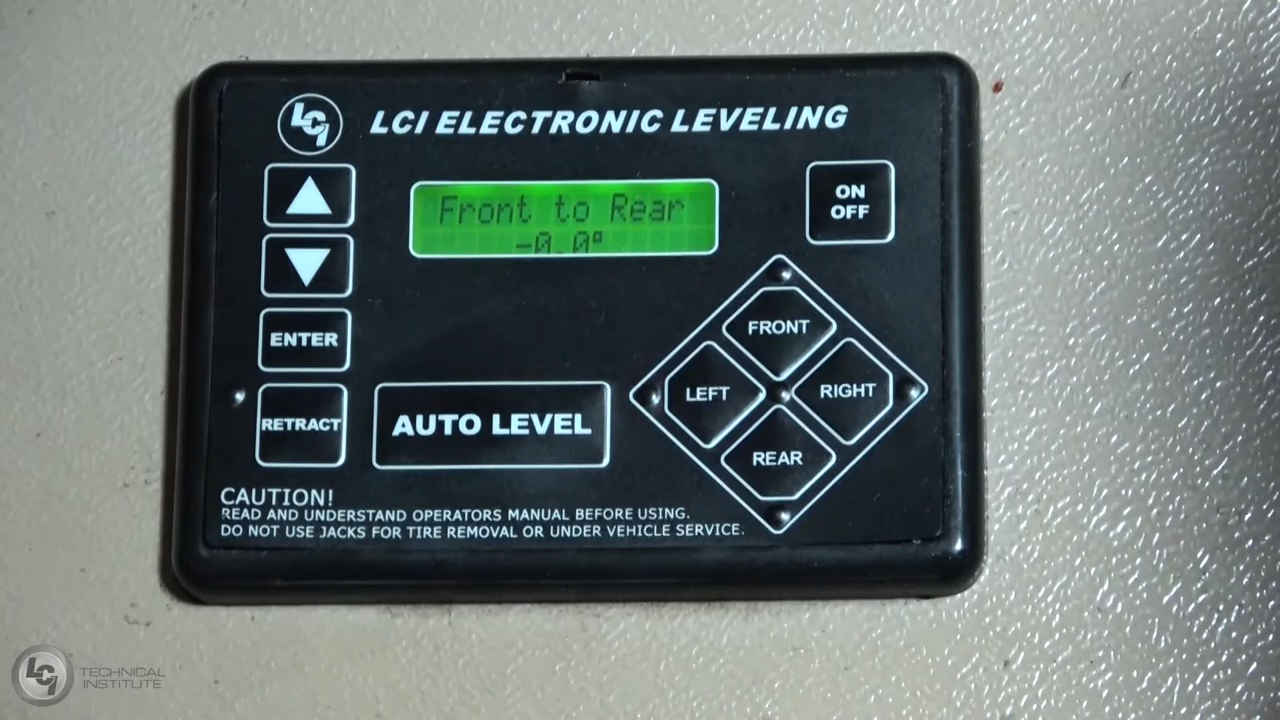 LCI
LCI ELECTRONIC LEVELING
ON
OFF
Front to Rear
-0.0°
ENTER
RETRACT
AUTO LEVEL
FRONT
LEFT
RIGHT
REAR
CAUTION!
READ AND UNDERSTAND OPERATORS MANUAL BEFORE USING.
DO NOT USE JACKS FOR TIRE REMOVAL OR UNDER VEHICLE SERVICE.
LCI
TECHNICAL
INSTITUTE